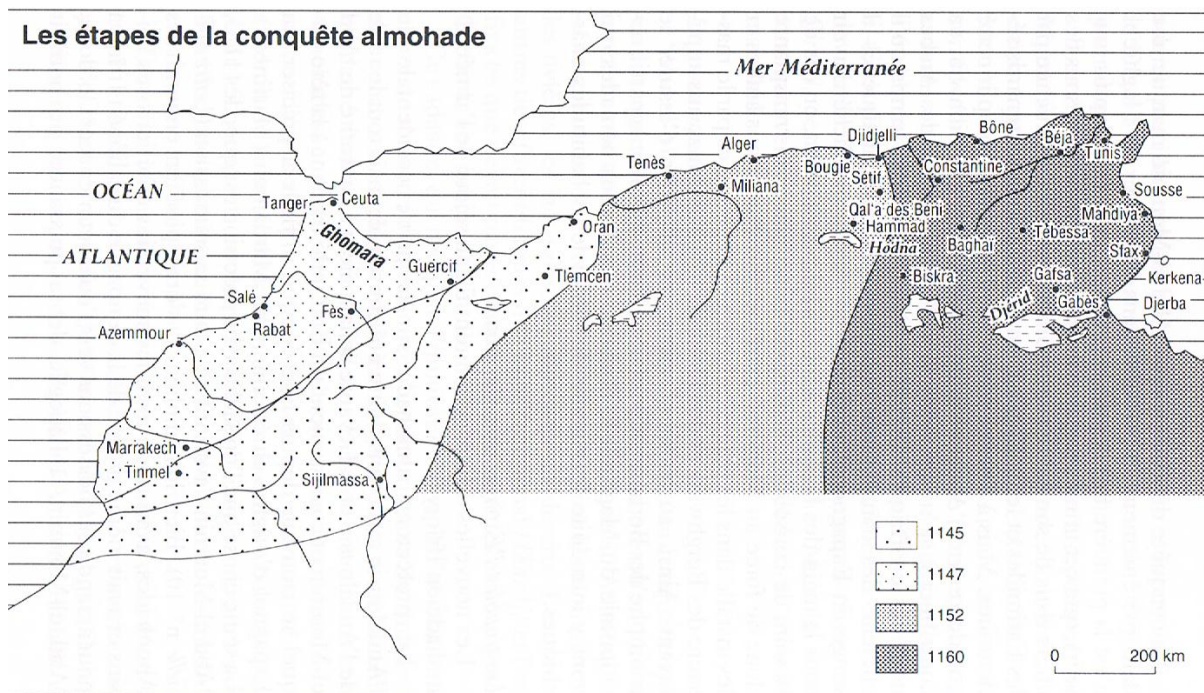 Les étapes de la conquête almohade
Mer Méditerranée
OCÉAN
ATLANTIQUE
Tanger
Ceuta
Ghomara
Guercif
Oran
Tlemcen
Tenès
Alger
Miliana
Djidjelli
Bougie
Sétif
Bône
Constantine
Béja
Tunis
Sousse
Qal'a des Beni
Hammad
Hodna
Baghaï
Tébessa
Mahdiya
Sfax
Biskra
Gafsa
Kerkena
Djérid
Gabès
Djerba
Salé
Rabat
Fès
Azemmour
Marrakech
Tinmel
Sijilmassa
1145
1147
1152
1160
0 200 km